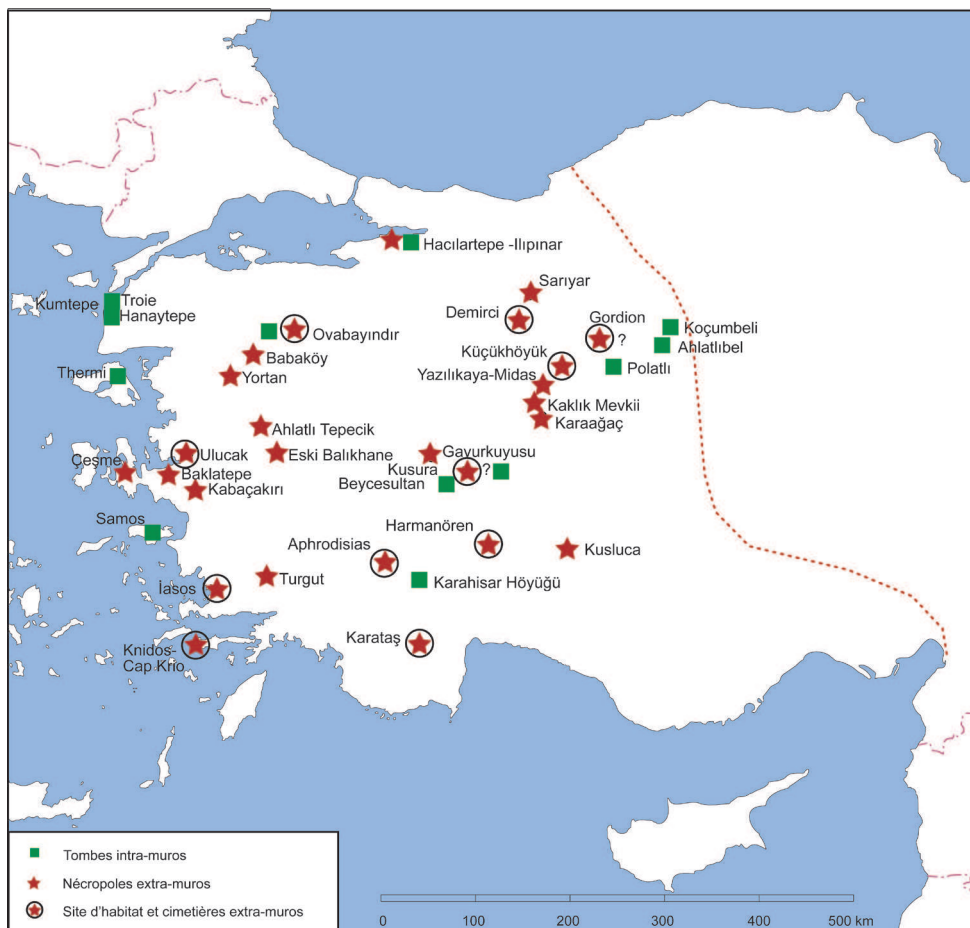 Hacılartepe -Ilıpınar
Sarıyar
Kumtepe
Troie
Hanaytepe
Demirci
Gordion
?
Koçumbeli
Ahlatlıbel
Ovabayındır
Babaköy
Küçükhöyük
Polatlı
Thermi
Yortan
Yazılıkaya-Midas
Kaklık Mevkii
Karaağaç
Ahlatlı Tepecik
Ulucak
Eski Balıkhane
Gavurkuyusu
Çeşme
Baklatepe
Kusura
?
Beycesultan
Kabaçakırı
Samos
Harmanören
Aphrodisias
Kusluca
Turgut
Karahisar Höyüğü
İasos
Karataş
Knidos-
Cap Krio
Tombes intra-muros
Nécropoles extra-muros
Site d'habitat et cimetières extra-muros
0 100 200 300 400 500 km